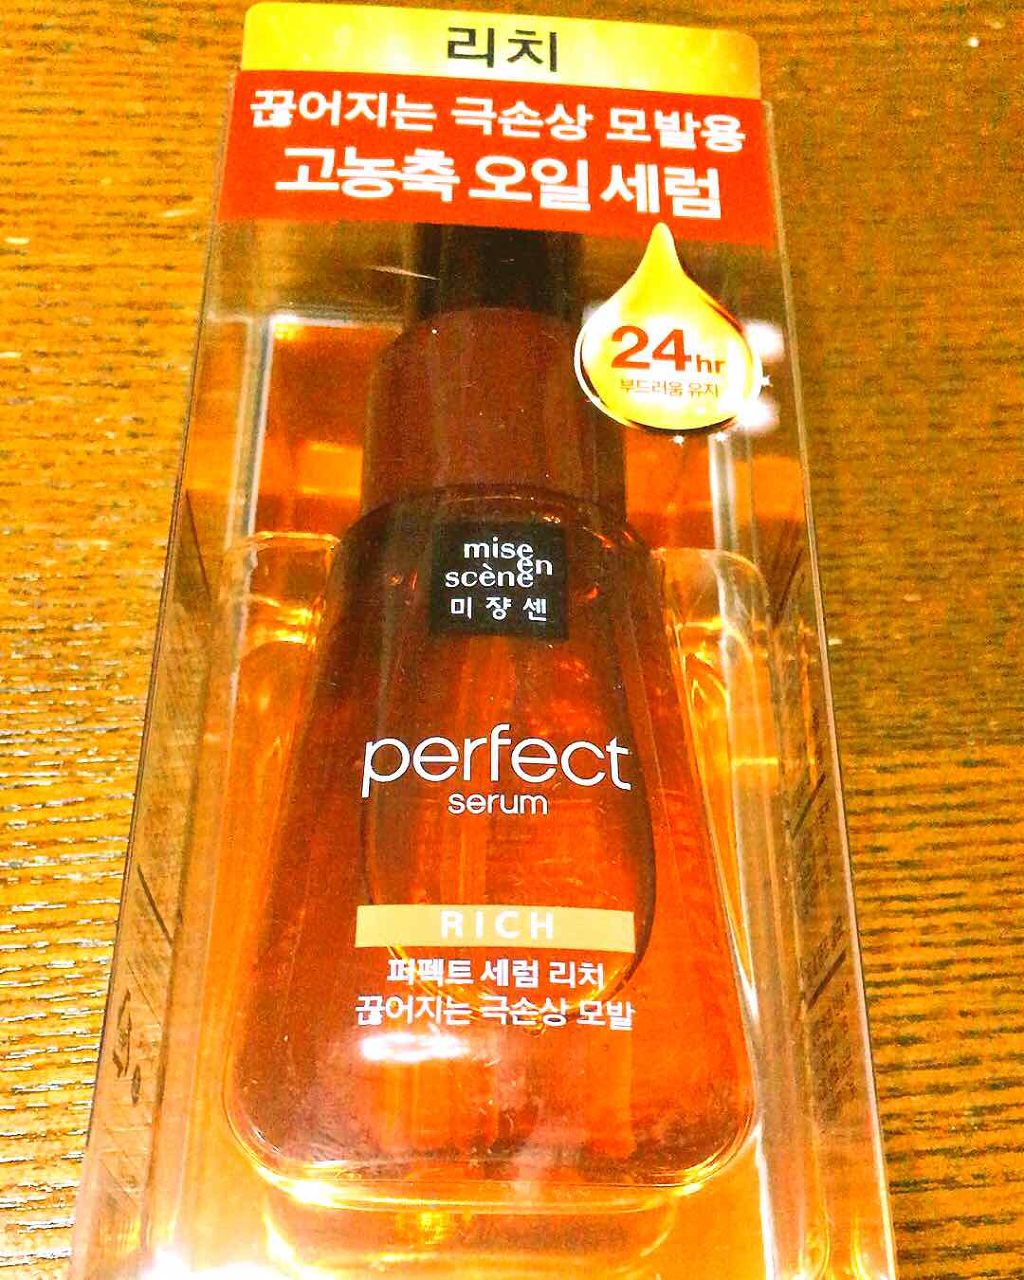 리치
끊어지는 극손상 모발용
고농축 오일 세럼
24hr
부드러움 유지
mise
en
scène
미쟝센
perfect
serum
RICH
퍼펙트 세럼 리치
끊어지는 극손상 모발